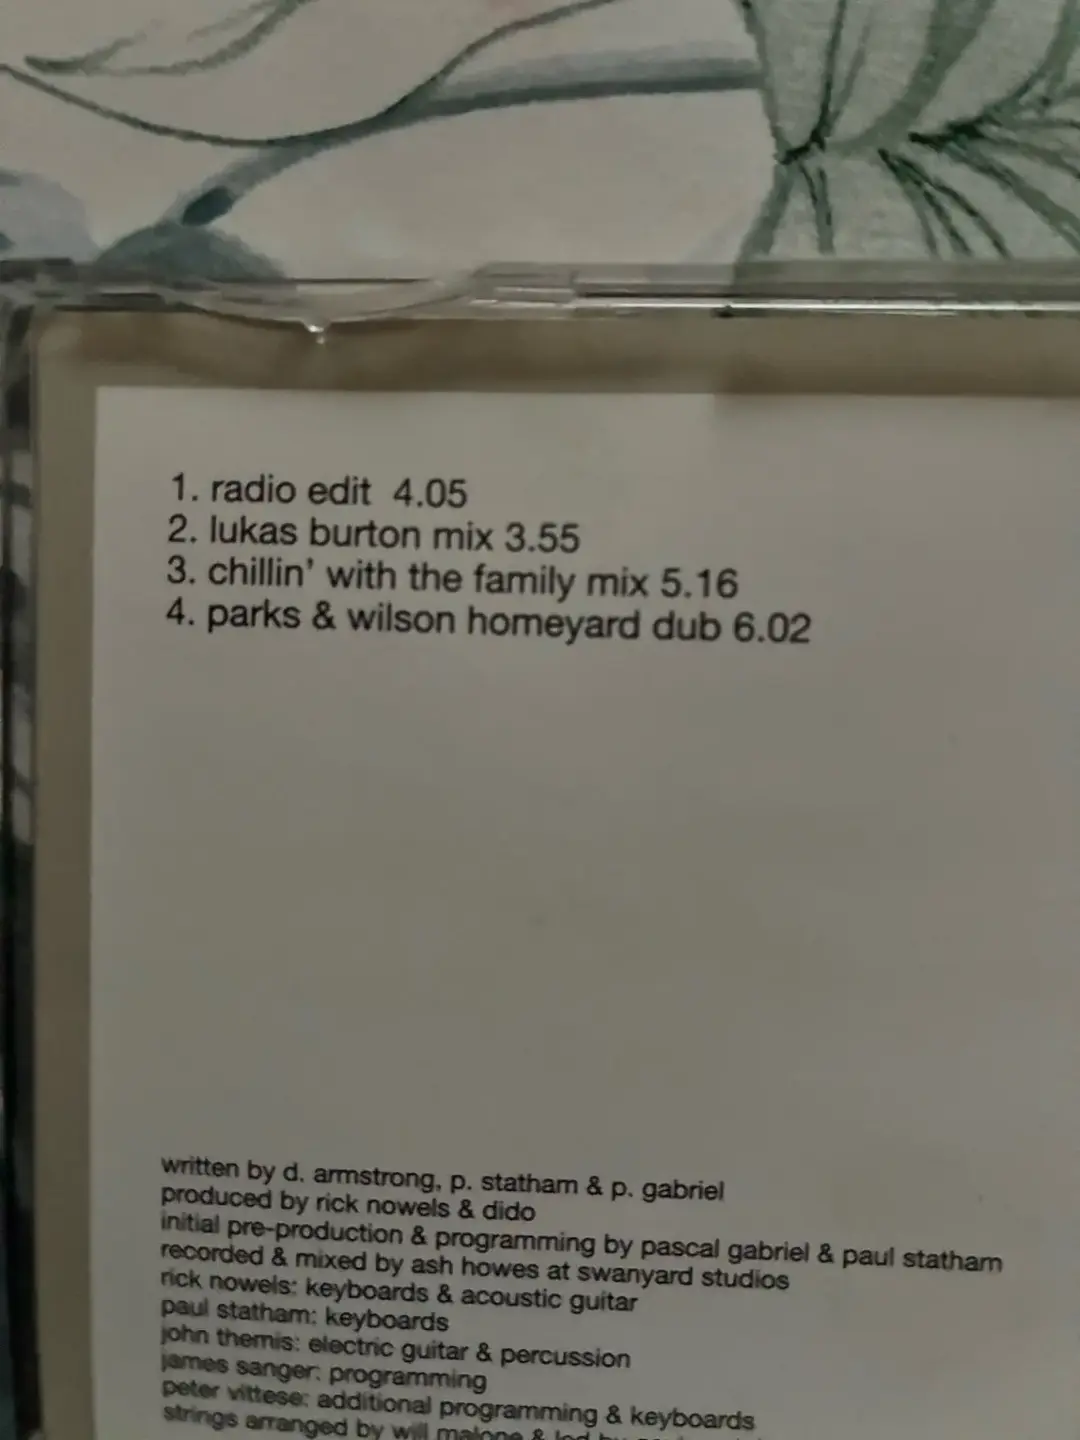 1. radio edit 4.05
2. lukas burton mix 3.55
3. chillin' with the family mix 5.16
4. parks & wilson homeyard dub 6.02
written by d. armstrong, p. statham & p. gabriel
produced by rick nowels & dido
initial pre-production & programming by pascal gabriel & paul statham
recorded & mixed by ash howes at swanyard studios
rick nowels: keyboards & acoustic guitar
paul statham: keyboards
john themis: electric guitar & percussion
james sanger: programming
peter vittese: additional programming & keyboards
strings arranged by will malone & led by